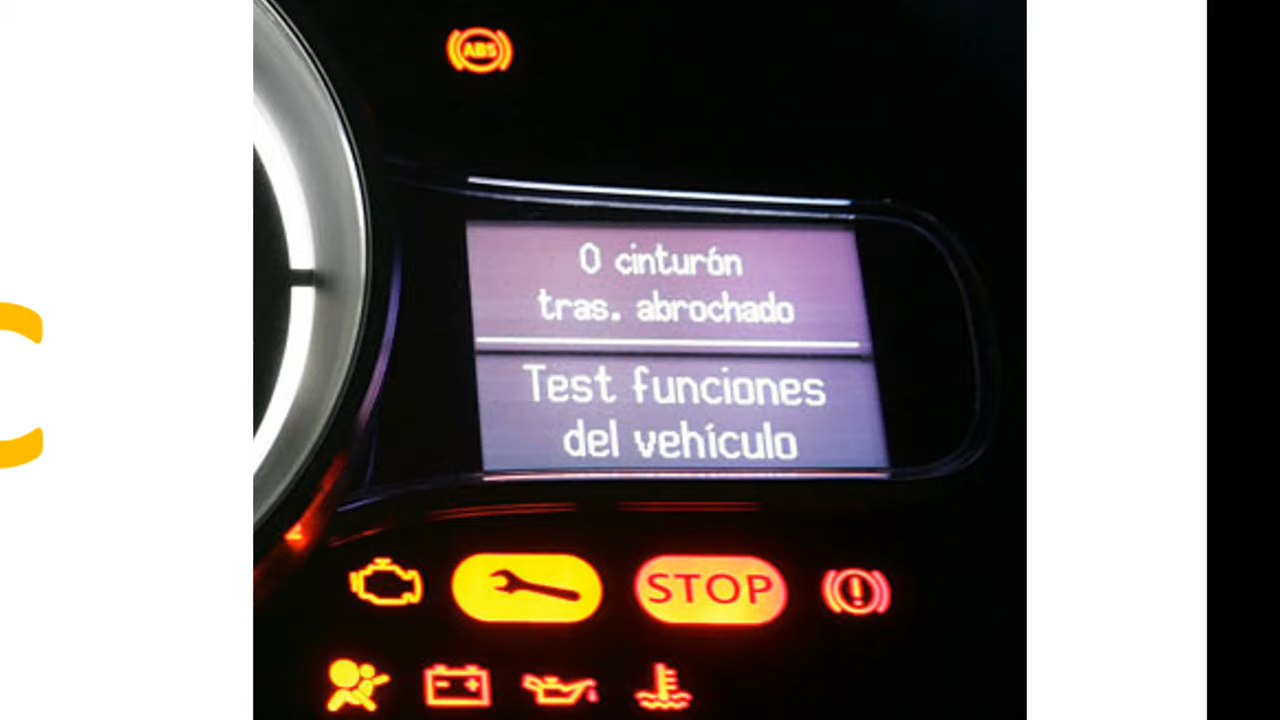 ABS
0 cinturón
tras. abrochado
Test funciones
del vehículo
STOP